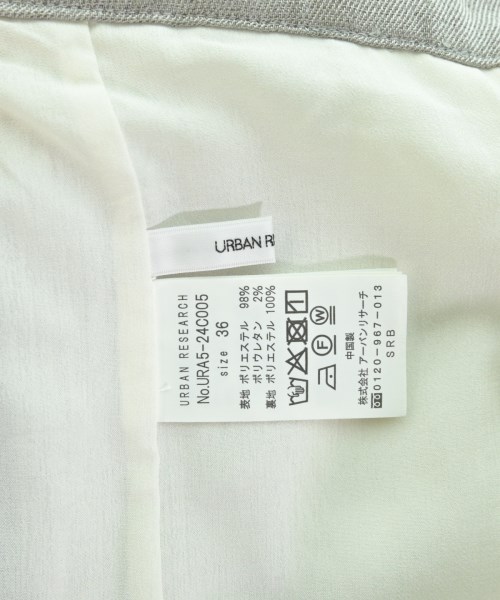 URBAN R
URBAN RESEARCH
No.URA5-24C005
size 36
表地 ポリエステル 98%
ポリウレタン 2%
裏地 ポリエステル 100%
F W
中国製
株式会社 アーバンリサーチ
0120-967-013
SRB